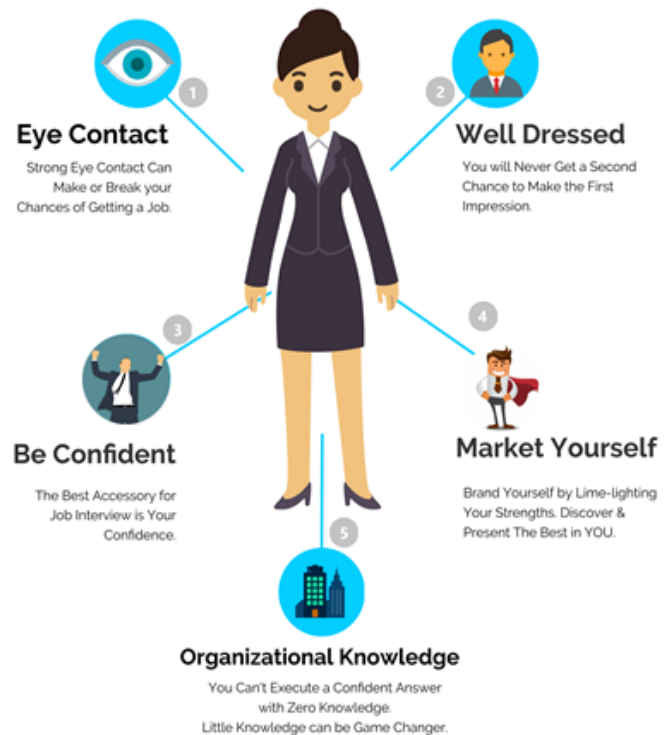 1
Eye Contact
Strong Eye Contact Can
Make or Break your
Chances of Getting a Job.
2
Well Dressed
You will Never Get a Second
Chance to Make the First
Impression.
3
Be Confident
The Best Accessory for
Job Interview is Your
Confidence.
4
Market Yourself
Brand Yourself by Lime-lighting
Your Strengths. Discover &
Present The Best in YOU.
5
Organizational Knowledge
You Can't Execute a Confident Answer
with Zero Knowledge.
Little Knowledge can be Game Changer.